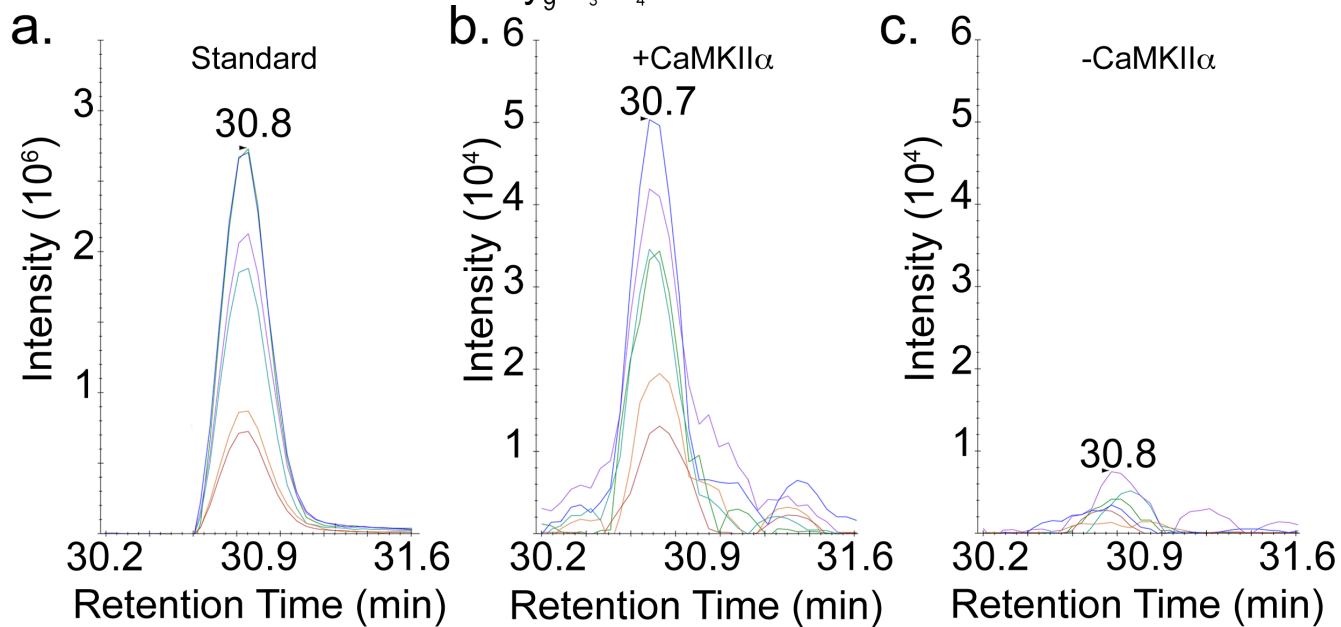 a.
Standard
30.8
3
2
1
Intensity (10⁶)
30.2 30.9 31.6
Retention Time (min)
b.
+CaMKIIα
30.7
6
5
4
3
2
1
Intensity (10⁴)
30.2 30.9 31.6
Retention Time (min)
c.
-CaMKIIα
30.8
6
5
4
3
2
1
Intensity (10⁴)
30.2 30.9 31.6
Retention Time (min)